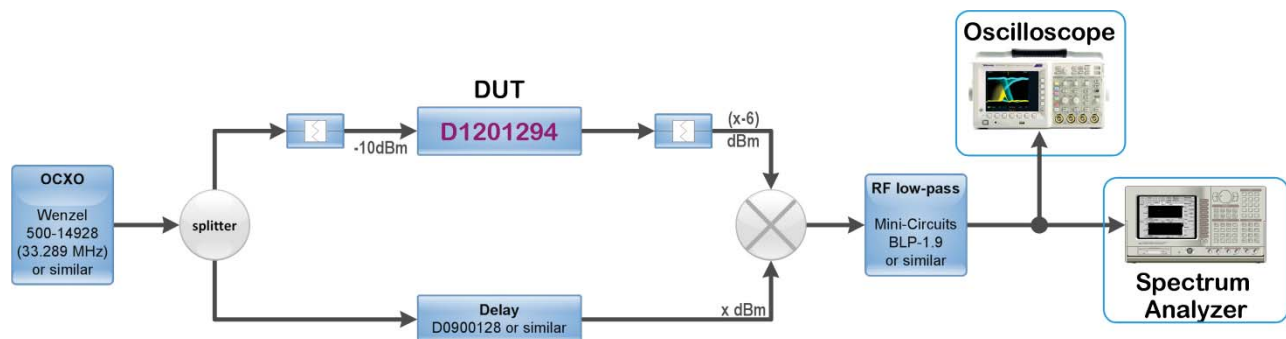 Oscilloscope
DUT
D1201294
-10dBm
(x-6)
dBm
OCXO
Wenzel
500-14928
(33.289 MHz)
or similar
splitter
RF low-pass
Mini-Circuits
BLP-1.9
or similar
Delay
D0900128 or similar
x dBm
Spectrum
Analyzer